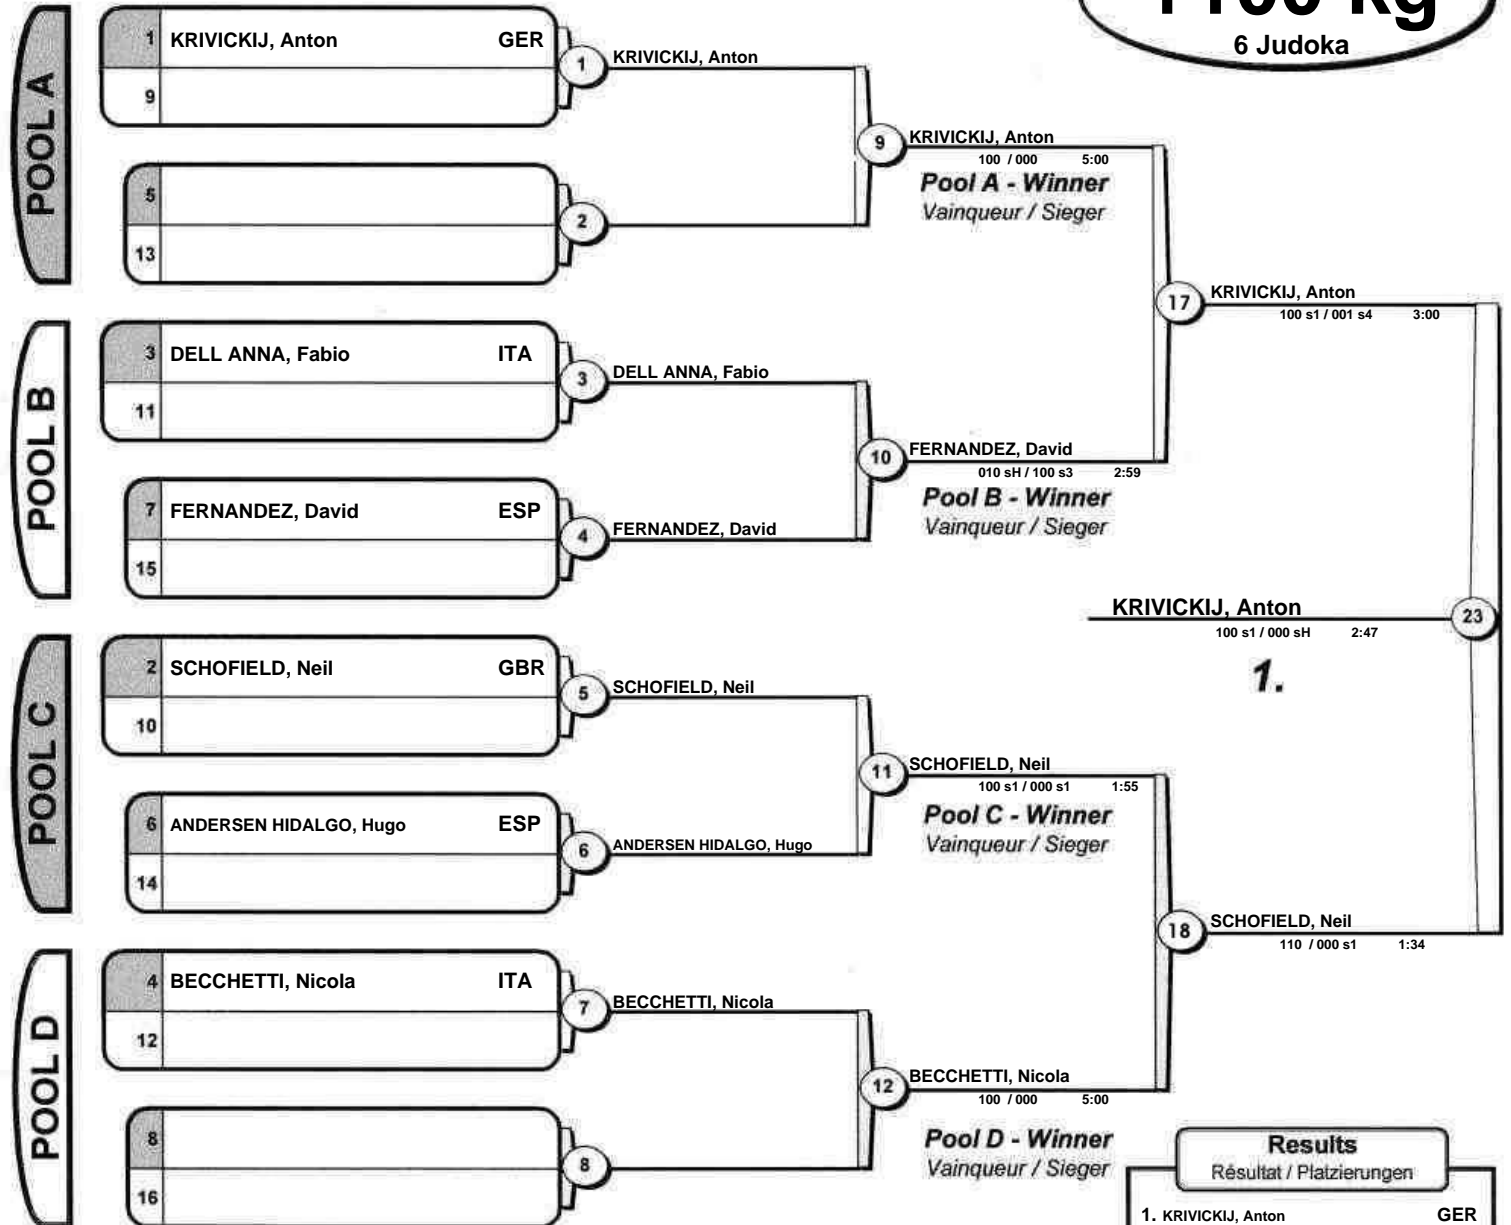 6 Judoka
POOL A
1 KRIVICKIJ, Anton GER
9
1 KRIVICKIJ, Anton
5
13
2
9 KRIVICKIJ, Anton
100 / 000 5:00
Pool A - Winner
Vainqueur / Sieger
POOL B
3 DELL ANNA, Fabio ITA
11
3 DELL ANNA, Fabio
7 FERNANDEZ, David ESP
15
4 FERNANDEZ, David
10 FERNANDEZ, David
010 sH / 100 s3 2:59
Pool B - Winner
Vainqueur / Sieger
17 KRIVICKIJ, Anton
100 s1 / 001 s4 3:00
KRIVICKIJ, Anton 23
100 s1 / 000 sH 2:47
1.
POOL C
2 SCHOFIELD, Neil GBR
10
5 SCHOFIELD, Neil
6 ANDERSEN HIDALGO, Hugo ESP
14
6 ANDERSEN HIDALGO, Hugo
11 SCHOFIELD, Neil
100 s1 / 000 s1 1:55
Pool C - Winner
Vainqueur / Sieger
18 SCHOFIELD, Neil
110 / 000 s1 1:34
POOL D
4 BECCHETTI, Nicola ITA
12
7 BECCHETTI, Nicola
8
16
8
12 BECCHETTI, Nicola
100 / 000 5:00
Pool D - Winner
Vainqueur / Sieger
Results
Résultat / Platzierungen
1. KRIVICKIJ, Anton GER